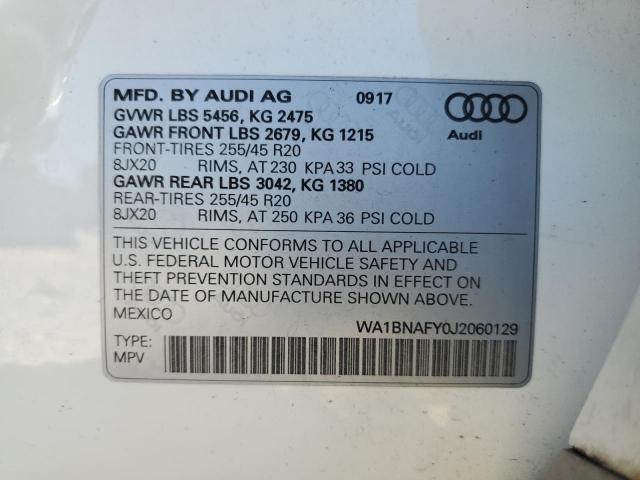 MFD. BY AUDI AG 0917
GVWR LBS 5456, KG 2475
GAWR FRONT LBS 2679, KG 1215
FRONT-TIRES 255/45 R20
8JX20 RIMS, AT 230 KPA 33 PSI COLD
GAWR REAR LBS 3042, KG 1380
REAR-TIRES 255/45 R20
8JX20 RIMS, AT 250 KPA 36 PSI COLD
Audi
THIS VEHICLE CONFORMS TO ALL APPLICABLE
U.S. FEDERAL MOTOR VEHICLE SAFETY AND
THEFT PREVENTION STANDARDS IN EFFECT ON
THE DATE OF MANUFACTURE SHOWN ABOVE.
MEXICO
WA1BNAFY0J2060129
TYPE:
MPV